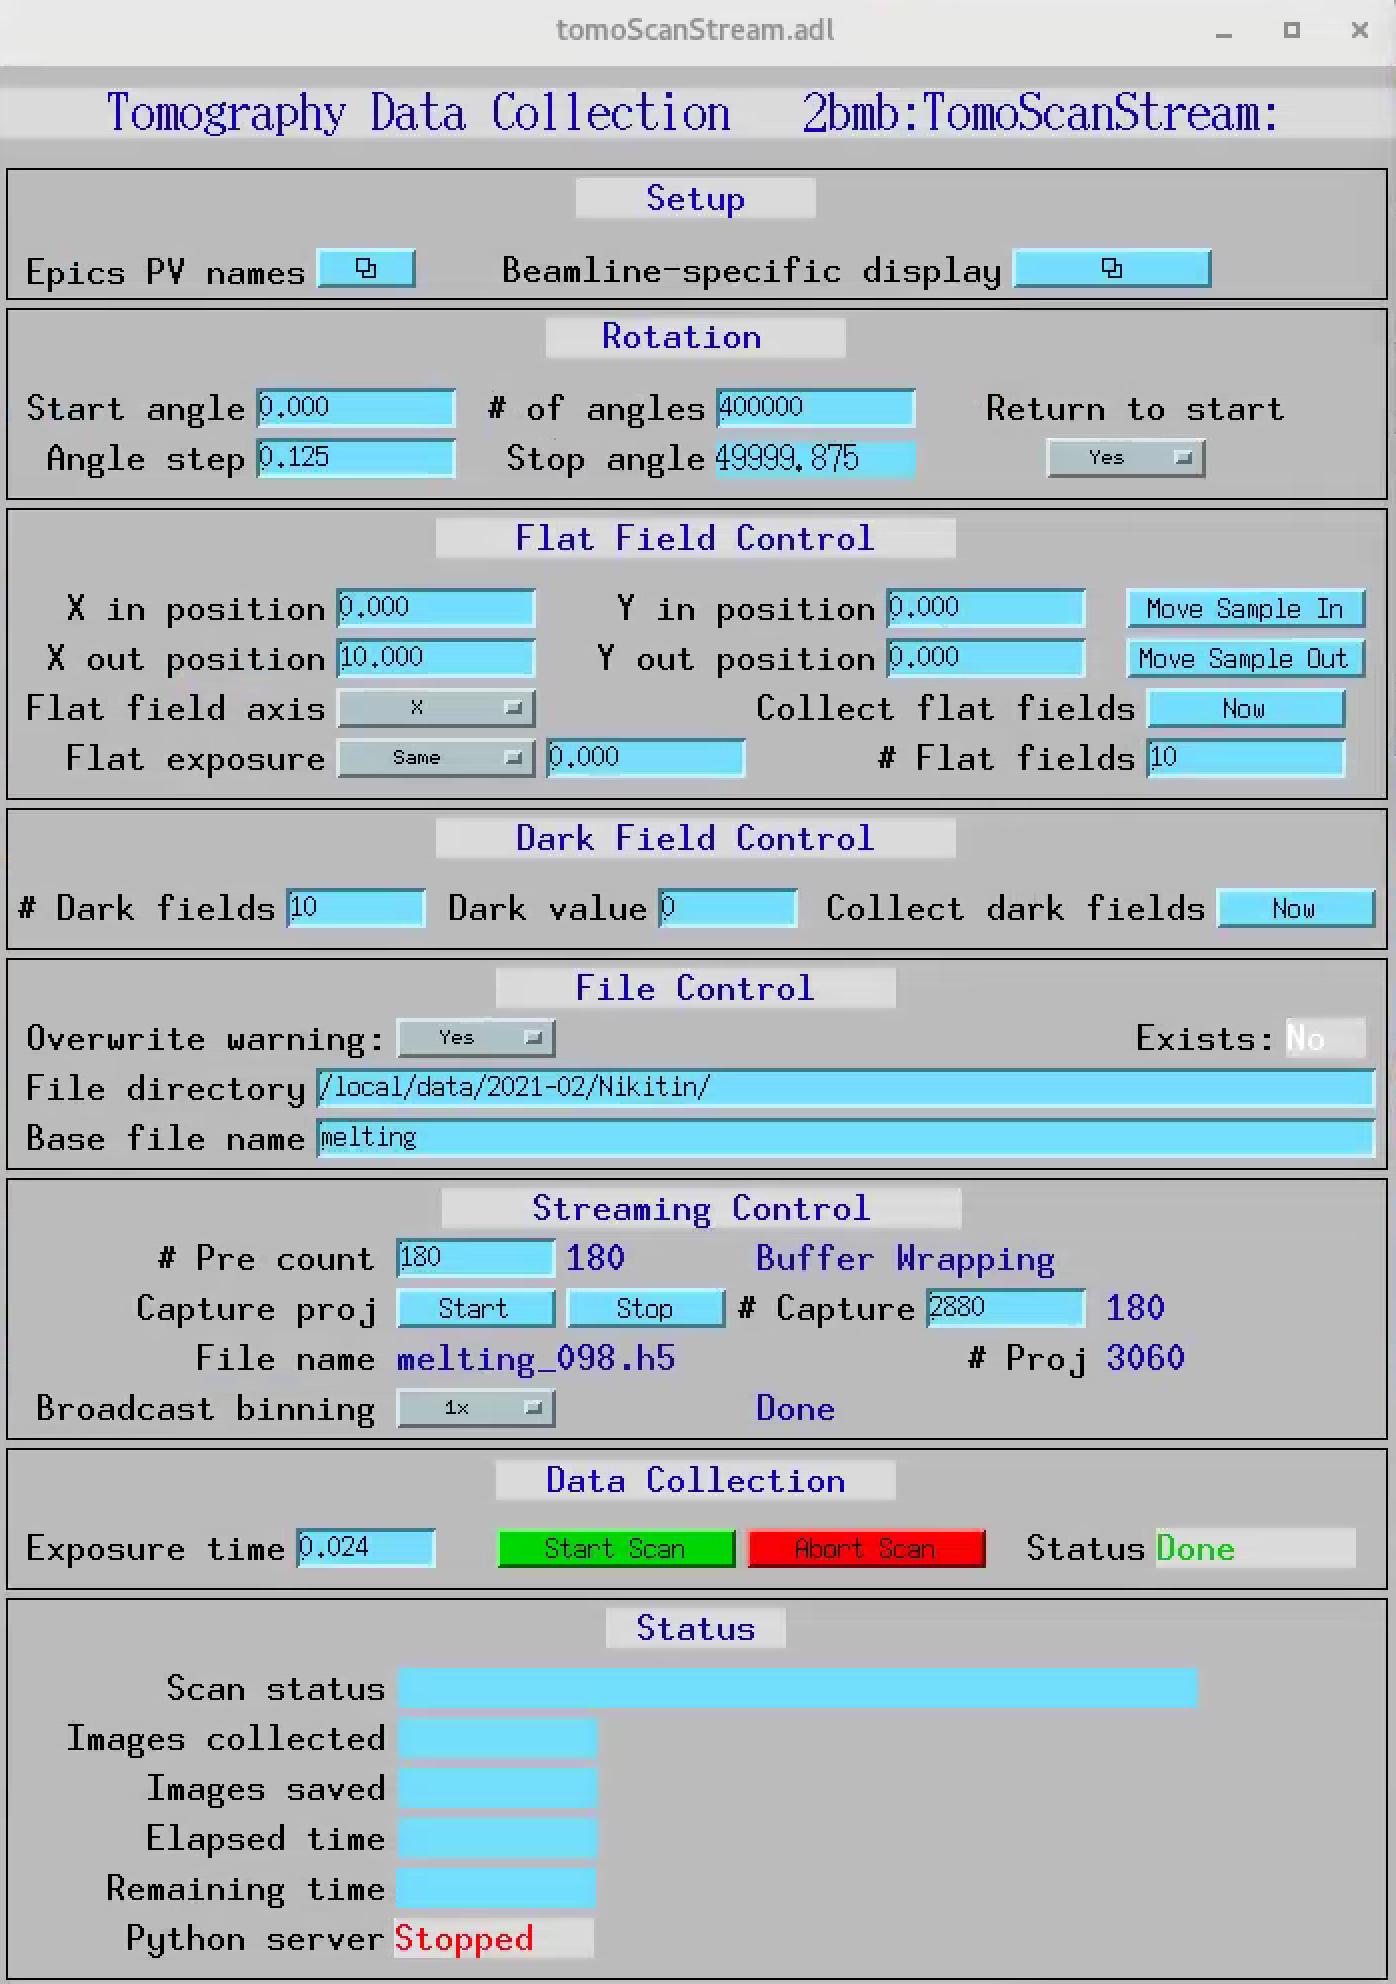 tomoScanStream.adl
Tomography Data Collection 2bmb:TomoScanStream:
Setup
Epics PV names Beamline-specific display
Rotation
Start angle 0.000 # of angles 400000 Return to start
Angle step 0.125 Stop angle 49999.875 Yes
Flat Field Control
X in position 0.000 Y in position 0.000 Move Sample In
X out position 10.000 Y out position 0.000 Move Sample Out
Flat field axis X Collect flat fields Now
Flat exposure Same 0.000 # Flat fields 10
Dark Field Control
# Dark fields 10 Dark value 0 Collect dark fields Now
File Control
Overwrite warning: Yes Exists: No
File directory /local/data/2021-02/Nikitin/
Base file name melting
Streaming Control
# Pre count 180 180 Buffer Wrapping
Capture proj Start Stop # Capture 2880 180
File name melting_098.h5 # Proj 3060
Broadcast binning 1x Done
Data Collection
Exposure time 0.024 Start Scan Abort Scan Status Done
Status
Scan status
Images collected
Images saved
Elapsed time
Remaining time
Python server Stopped